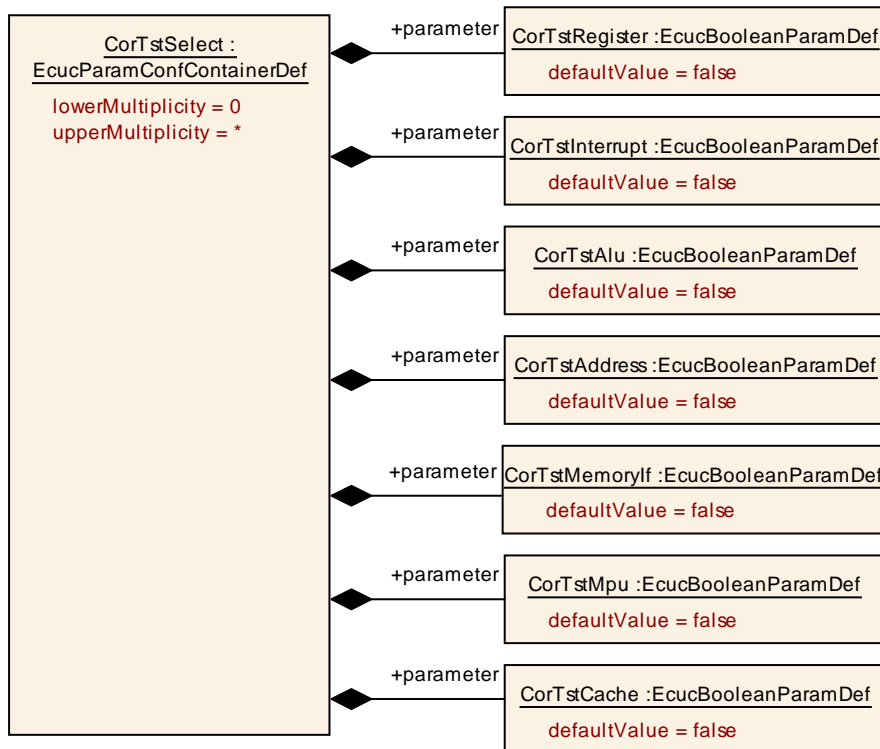 CorTstSelect :
EcucParamConfContainerDef
lowerMultiplicity = 0
upperMultiplicity = *
+parameter
CorTstRegister :EcucBooleanParamDef
defaultValue = false
+parameter
CorTstInterrupt :EcucBooleanParamDef
defaultValue = false
+parameter
CorTstAlu :EcucBooleanParamDef
defaultValue = false
+parameter
CorTstAddress :EcucBooleanParamDef
defaultValue = false
+parameter
CorTstMemoryIf :EcucBooleanParamDef
defaultValue = false
+parameter
CorTstMpu :EcucBooleanParamDef
defaultValue = false
+parameter
CorTstCache :EcucBooleanParamDef
defaultValue = false